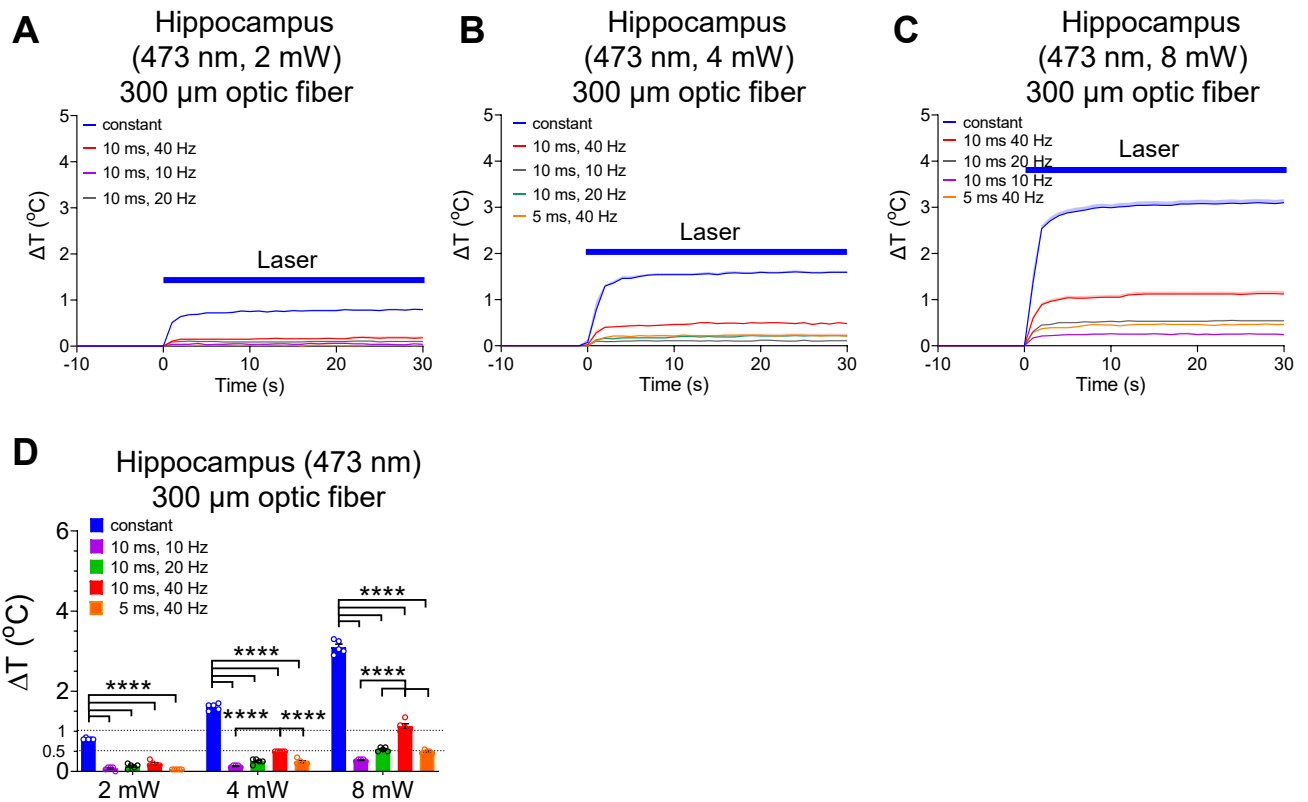 A
Hippocampus
(473 nm, 2 mW)
300 µm optic fiber
5
4
3
2
1
0
ΔT (°C)
constant
10 ms, 40 Hz
10 ms, 10 Hz
10 ms, 20 Hz
Laser
-10 0 10 20 30
Time (s)
B
Hippocampus
(473 nm, 4 mW)
300 µm optic fiber
5
4
3
2
1
0
ΔT (°C)
constant
10 ms, 40 Hz
10 ms, 10 Hz
10 ms, 20 Hz
5 ms, 40 Hz
Laser
-10 0 10 20 30
Time (s)
C
Hippocampus
(473 nm, 8 mW)
300 µm optic fiber
5
4
3
2
1
0
ΔT (°C)
constant
10 ms 40 Hz
10 ms 20 Hz
10 ms 10 Hz
5 ms 40 Hz
Laser
-10 0 10 20 30
Time (s)
D
Hippocampus (473 nm)
300 µm optic fiber
6
4
2
1
0.5
0
ΔT (°C)
constant
10 ms, 10 Hz
10 ms, 20 Hz
10 ms, 40 Hz
5 ms, 40 Hz
****
****
**** ****
****
****
2 mW 4 mW 8 mW